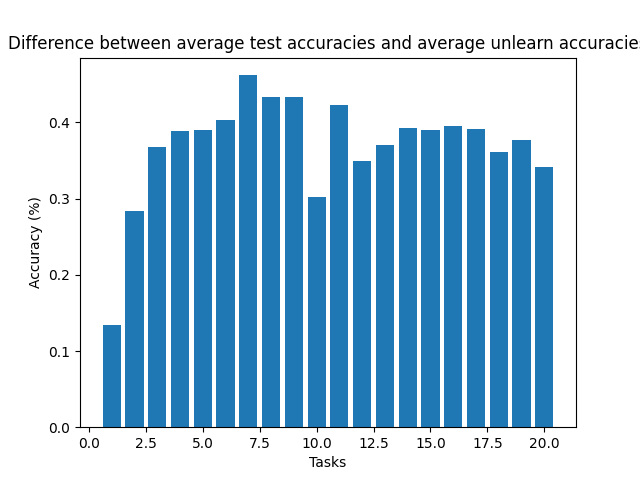 Difference between average test accuracies and average unlearn accuracies
Accuracy (%)
0.4
0.3
0.2
0.1
0.0
0.0 2.5 5.0 7.5 10.0 12.5 15.0 17.5 20.0
Tasks